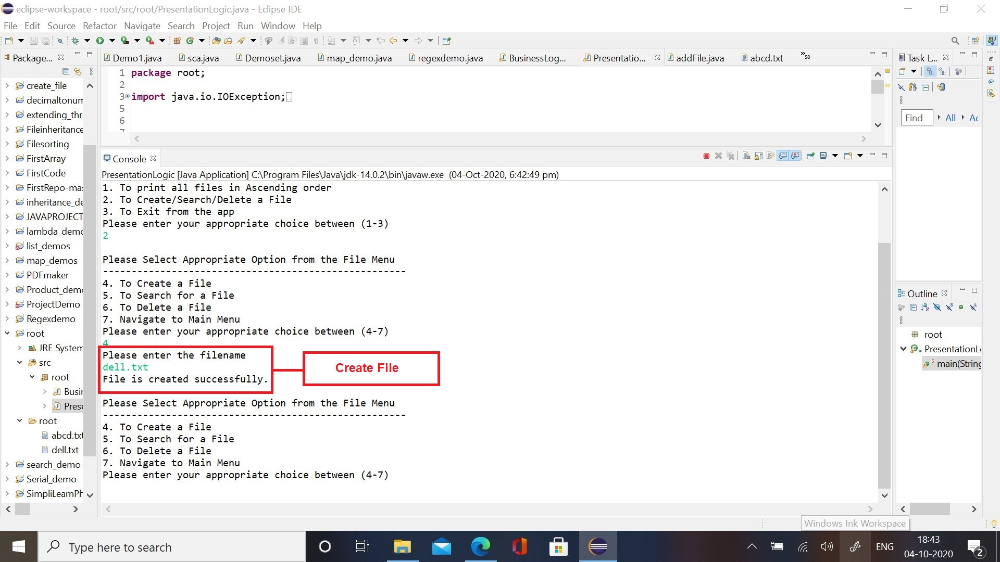 eclipse-workspace - root/src/root/PresentationLogic.java - Eclipse IDE
File Edit Source Refactor Navigate Search Project Run Window Help
Package...
Demo1.java sca.java Demoset.java map_demo.java regexdemo.java BusinessLog... Presentatio... addFile.java abcd.txt »58
Task L...
create_file
decimaltonum
extending_thr
Fileinheritance
Filesorting
FirstArray
FirstCode
FirstRepo-ma
inheritance_de
JAVAPROJECT
lambda_demo
list_demos
map_demos
PDFmaker
Product_demo
ProjectDemo
Regexdemo
root
JRE System
src
root
Busi
Prese
root
abcd.txt
dell.txt
search_demo
Serial_demo
SimpliLearnPh
1 package root;
2
3 import java.io.IOException;
5
6
7
Console
PresentationLogic [Java Application] C:\Program Files\Java\jdk-14.0.2\bin\javaw.exe (04-Oct-2020, 6:42:49 pm)
1. To print all files in Ascending order
2. To Create/Search/Delete a File
3. To Exit from the app
Please enter your appropriate choice between (1-3)
2
Please Select Appropriate Option from the File Menu
-----------------------------------------------------
4. To Create a File
5. To Search for a File
6. To Delete a File
7. Navigate to Main Menu
Please enter your appropriate choice between (4-7)
4
Please enter the filename
dell.txt
File is created successfully.
Create File
Please Select Appropriate Option from the File Menu
-----------------------------------------------------
4. To Create a File
5. To Search for a File
6. To Delete a File
7. Navigate to Main Menu
Please enter your appropriate choice between (4-7)
Find All Ac
Outline
root
PresentationL
main(String
Windows Ink Workspace
Type here to search
ENG
18:43
04-10-2020
2